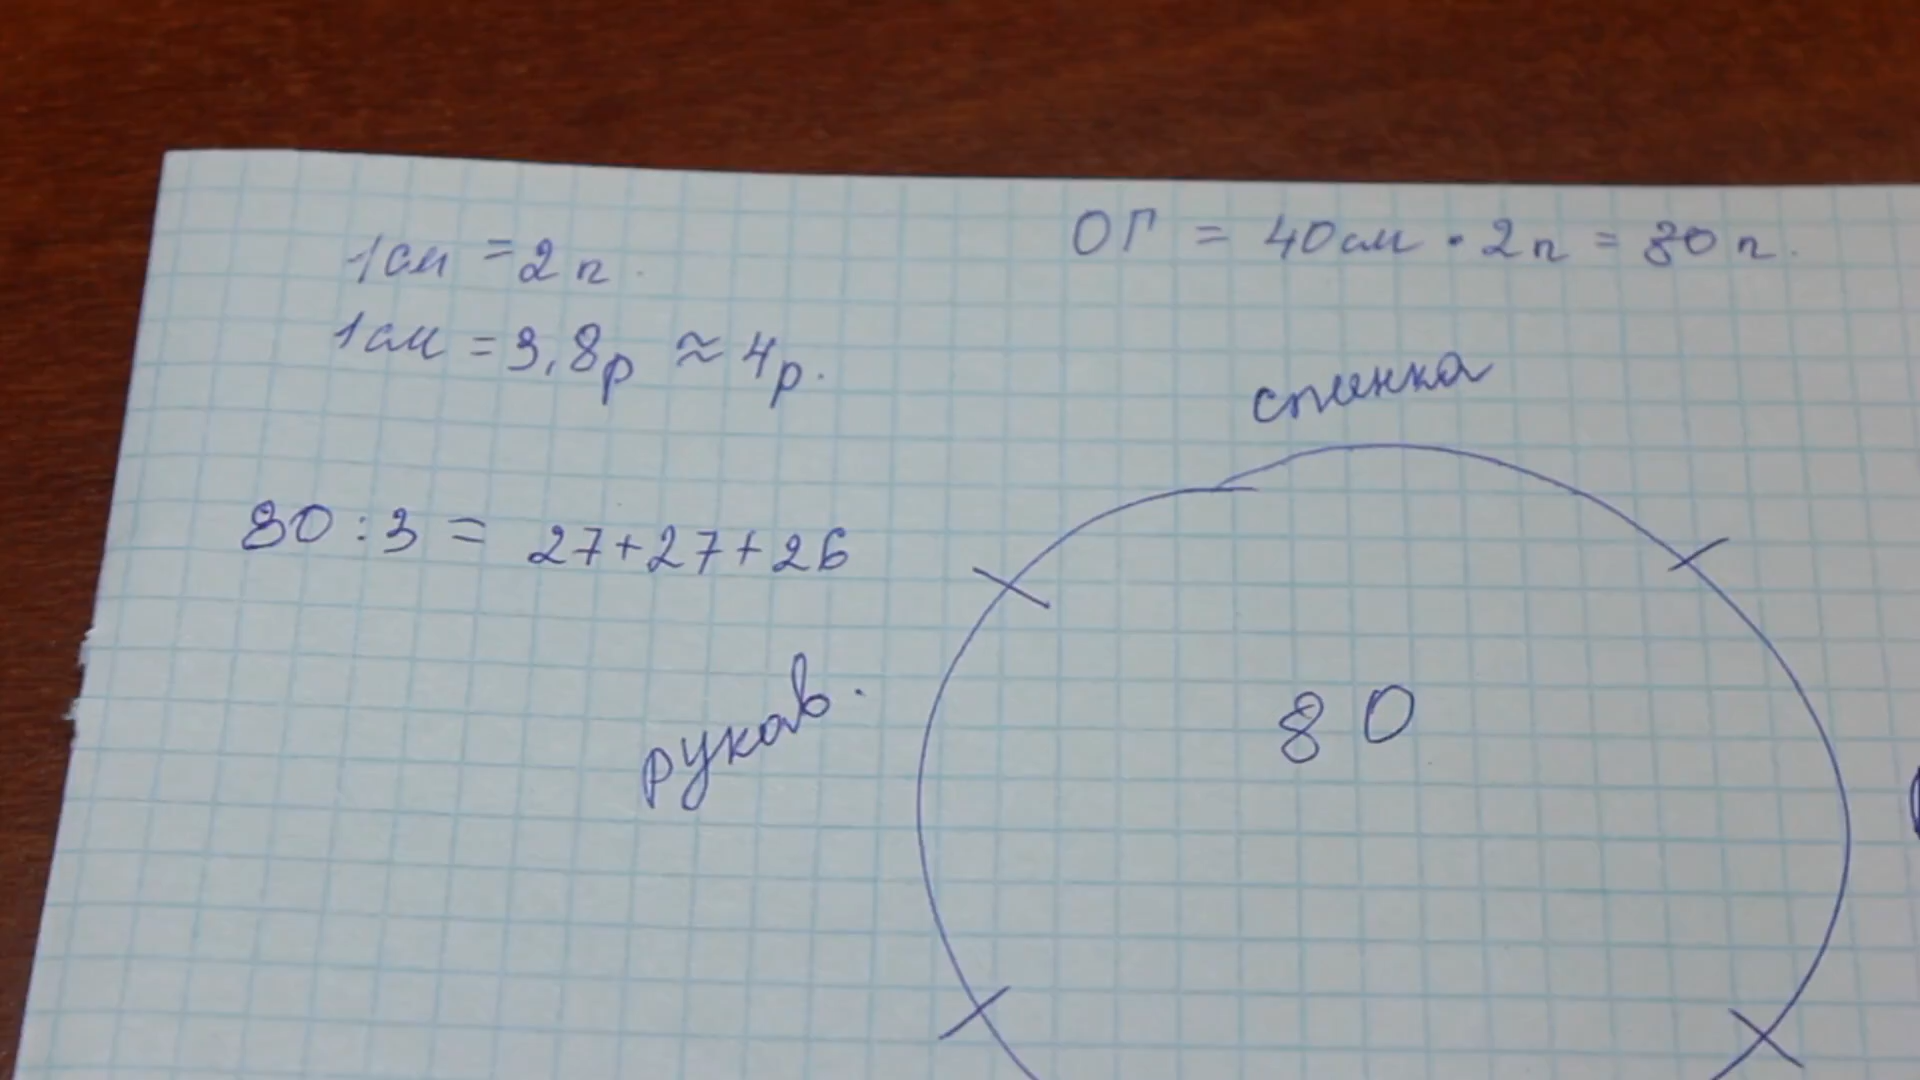 1см = 2п.
1см = 3,8р ≈ 4р.
ОГ = 40см · 2п = 80п.
спинка
80 : 3 = 27+27+26
рукав.
80